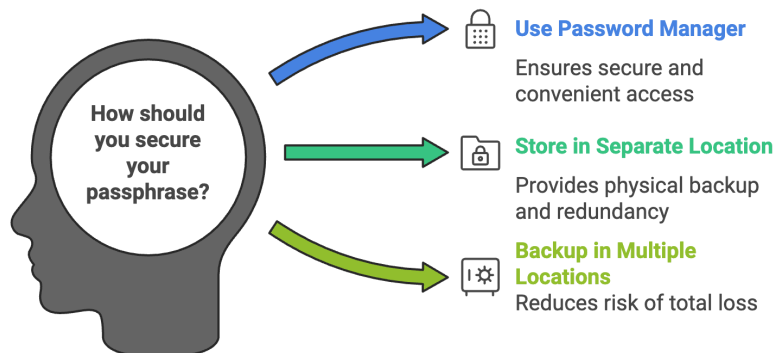 How should
you secure
your
passphrase?
Use Password Manager
Ensures secure and
convenient access
Store in Separate Location
Provides physical backup
and redundancy
Backup in Multiple
Locations
Reduces risk of total loss